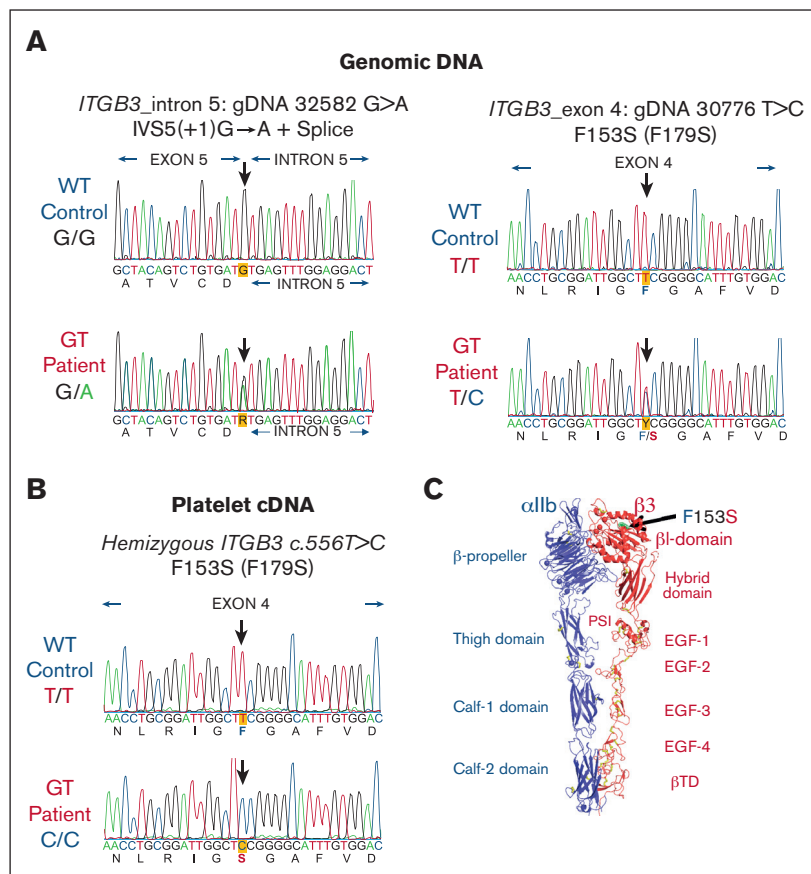 A
Genomic DNA
ITGB3_intron 5: gDNA 32582 G>A
IVS5(+1)G→A + Splice
← EXON 5 → ← INTRON 5 →
WT
Control
G/G
GCTACAGTCTGTGATGTGAGTTTGGAGGACT
A T V C D ← INTRON 5 →
GT
Patient
G/A
GCTACAGTCTGTGATRTGAGTTTGGAGGACT
A T V C D ← INTRON 5 →
ITGB3_exon 4: gDNA 30776 T>C
F153S (F179S)
← EXON 4 →
WT
Control
T/T
AACCTGCGGATTGGCTTCGGGGCATTTGTGGAC
N L R I G F G A F V D
GT
Patient
T/C
AACCTGCGGATTGGCTYCGGGGCATTTGTGGAC
N L R I G F/S G A F V D
B
Platelet cDNA
Hemizygous ITGB3 c.556T>C
F153S (F179S)
← EXON 4 →
WT
Control
T/T
AACCTGCGGATTGGCTTCGGGGCATTTGTGGAC
N L R I G F G A F V D
GT
Patient
C/C
AACCTGCGGATTGGCTCCGGGGCATTTGTGGAC
N L R I G S G A F V D
C
αIIb β3
F153S
βI-domain
β-propeller
Hybrid
domain
PSI
Thigh domain
EGF-1
EGF-2
Calf-1 domain
EGF-3
EGF-4
Calf-2 domain
βTD